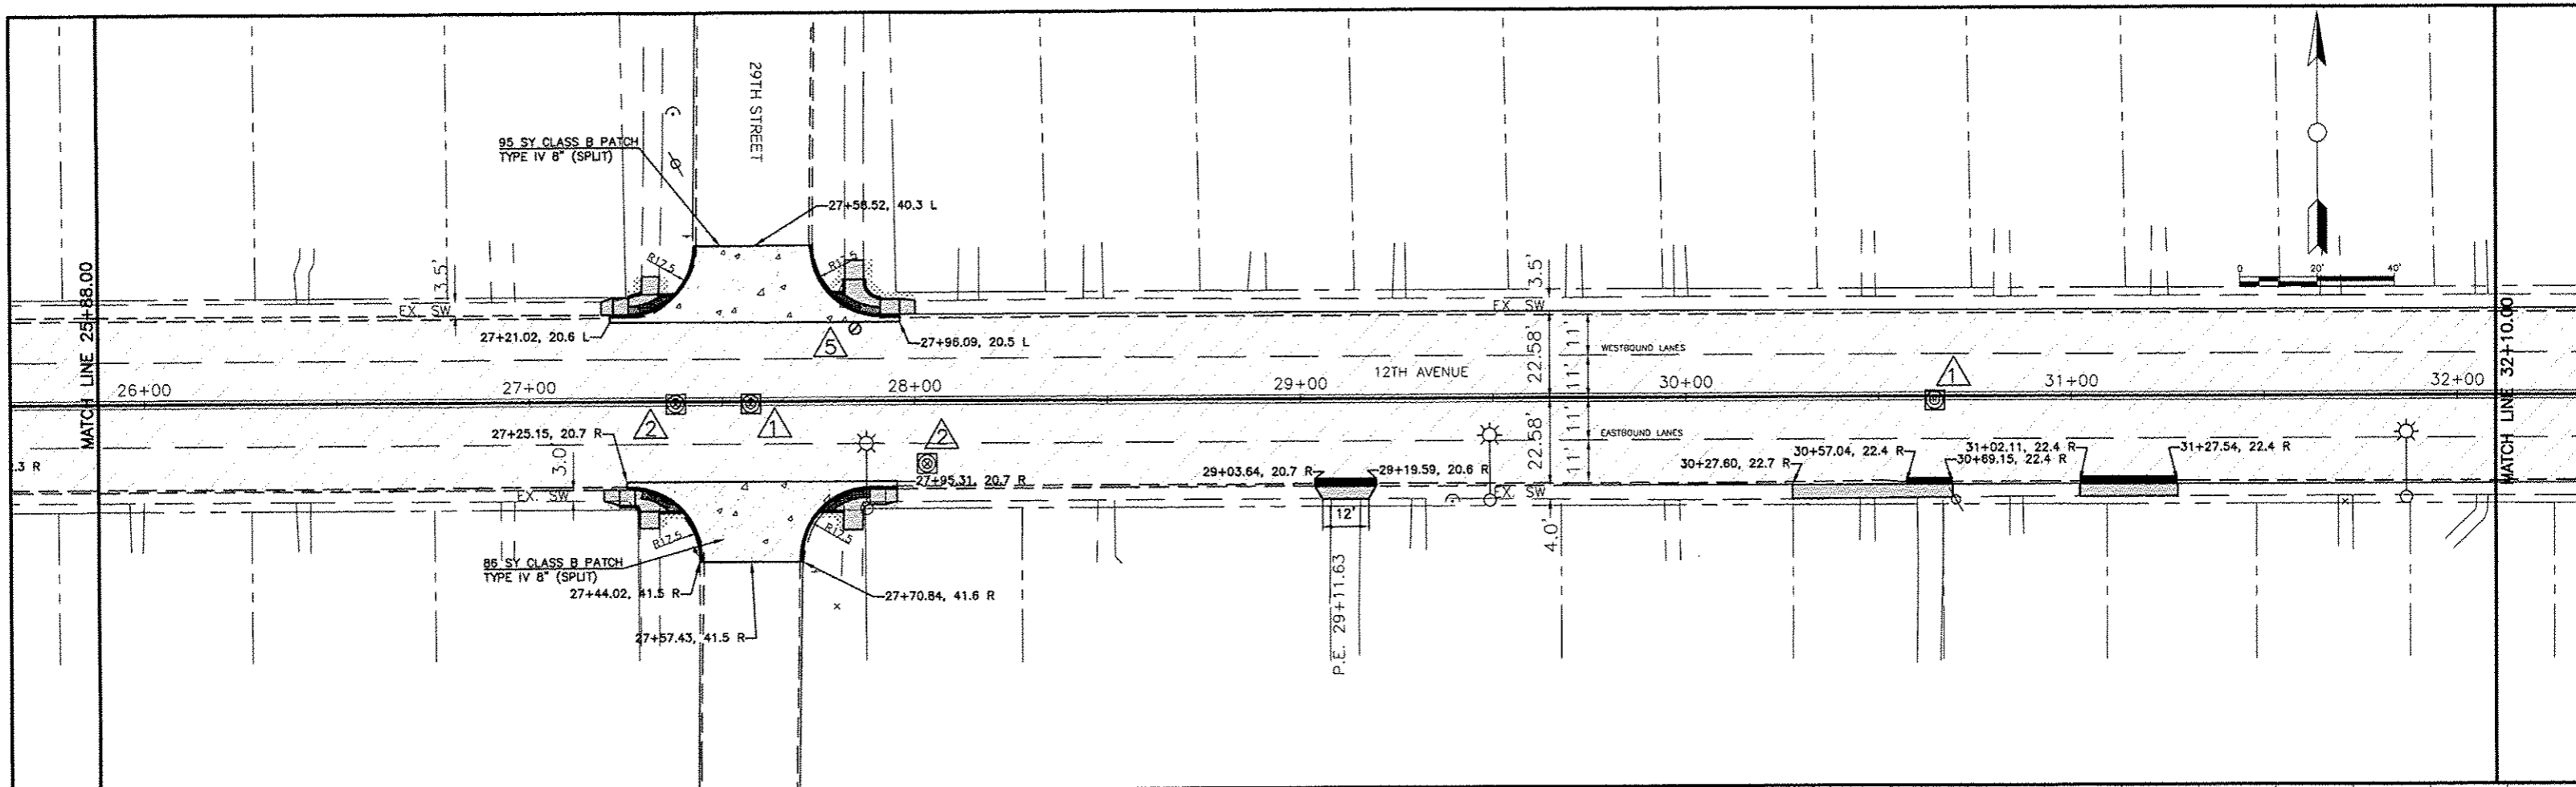 29TH STREET
95 SY CLASS B PATCH
TYPE IV 8" (SPLIT)
27+58.52, 40.3 L
R17.5
R17.5
0 20' 40'
MATCH LINE 25+88.00
3.5'
EX. SW
27+21.02, 20.6 L
5
27+96.09, 20.5 L
3.5'
EX. SW
22.58'
11'
11'
WESTBOUND LANES
12TH AVENUE
MATCH LINE 32+10.00
26+00
27+00
28+00
29+00
30+00
31+00
32+00
1
2
1
2
27+25.15, 20.7 R
22.58'
11'
11'
EASTBOUND LANES
.3 R
3.0'
EX. SW
27+95.31, 20.7 R
29+03.64, 20.7 R
29+19.59, 20.6 R
EX. SW
30+27.60, 22.7 R
30+57.04, 22.4 R
30+69.15, 22.4 R
31+02.11, 22.4 R
31+27.54, 22.4 R
12'
4.0'
R17.5
R17.5
86 SY CLASS B PATCH
TYPE IV 8" (SPLIT)
27+44.02, 41.5 R
27+70.84, 41.6 R
27+57.43, 41.5 R
P.E. 29+11.63